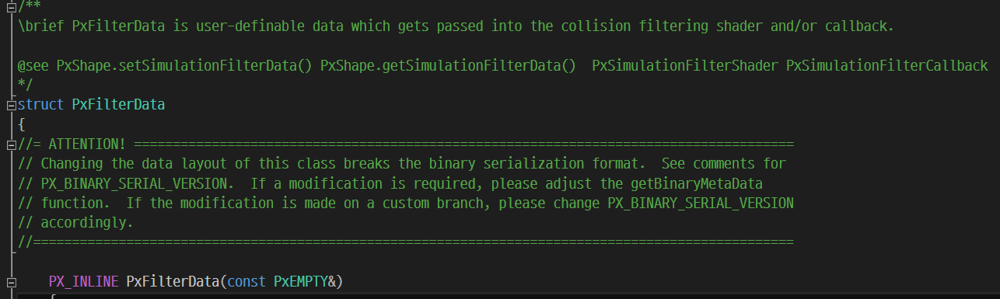 /**
\brief PxFilterData is user-definable data which gets passed into the collision filtering shader and/or callback.
@see PxShape.setSimulationFilterData() PxShape.getSimulationFilterData()  PxSimulationFilterShader PxSimulationFilterCallback
*/
struct PxFilterData
{
//= ATTENTION! =====================================================================================
// Changing the data layout of this class breaks the binary serialization format.  See comments for
// PX_BINARY_SERIAL_VERSION.  If a modification is required, please adjust the getBinaryMetaData
// function.  If the modification is made on a custom branch, please change PX_BINARY_SERIAL_VERSION
// accordingly.
//==================================================================================================
PX_INLINE PxFilterData(const PxEMPTY&)
{